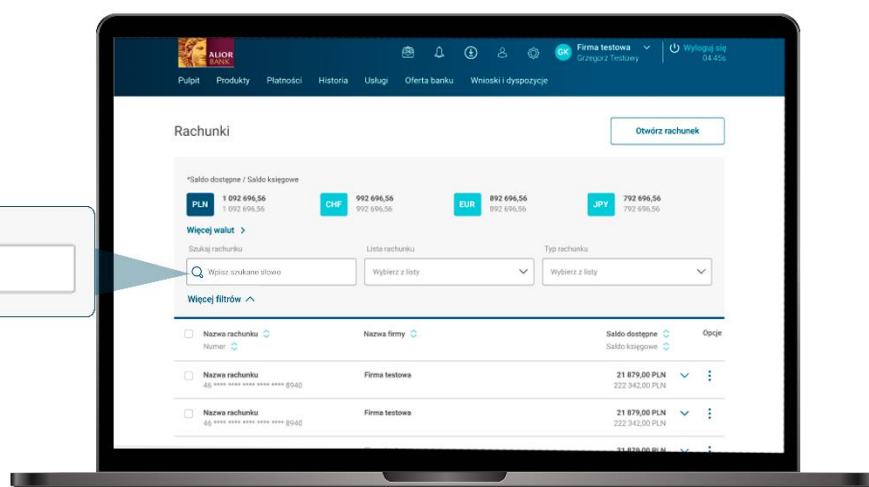 ALIOR
BANK
GK
Firma testowa
Grzegorz Testowy
Wyloguj się
04:45s
Pulpit Produkty Płatności Historia Usługi Oferta banku Wnioski i dyspozycje
Rachunki
Otwórz rachunek
*Saldo dostępne / Saldo księgowe
PLN 1 092 696,56 CHF 992 696,56 EUR 892 696,56 JPY 792 696,56
1 092 696,56 992 696,56 892 696,56 792 696,56
Więcej walut
Szukaj rachunku Lista rachunku Typ rachunku
Wpisz szukane słowo Wybierz z listy Wybierz z listy
Więcej filtrów
Nazwa rachunku Nazwa firmy Saldo dostępne Opcje
Numer Saldo księgowe
Nazwa rachunku Firma testowa 21 879,00 PLN
46 **** **** **** **** **** 8940 222 342,00 PLN
Nazwa rachunku Firma testowa 21 879,00 PLN
46 **** **** **** **** **** 8940 222 342,00 PLN